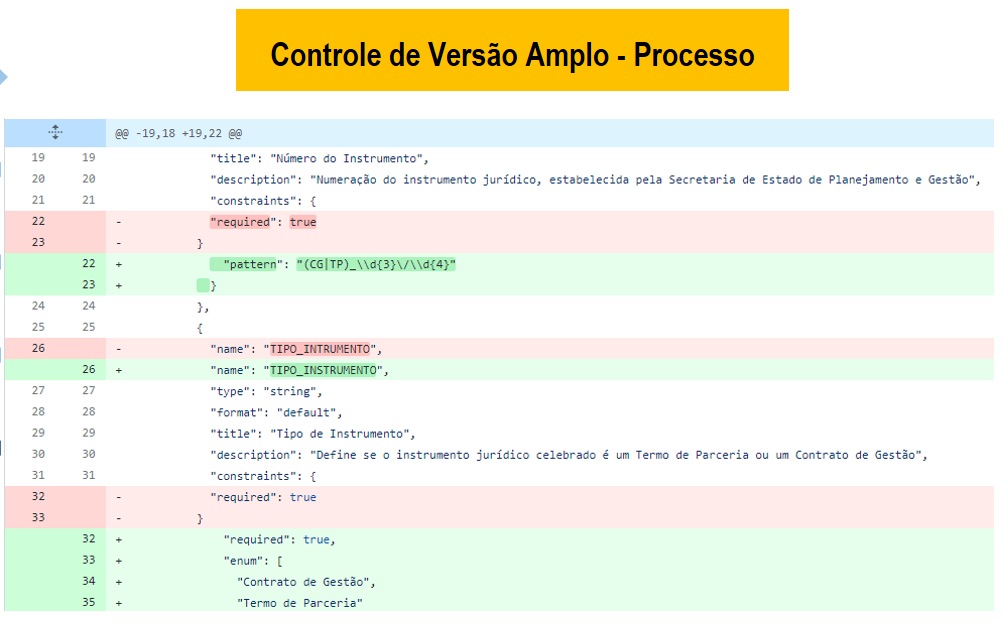 Controle de Versão Amplo - Processo
@@ -19,18 +19,22 @@
19 19 "title": "Número do Instrumento",
20 20 "description": "Numeração do instrumento jurídico, estabelecida pela Secretaria de Estado de Planejamento e Gestão",
21 21 "constraints": {
22 - "required": true
23 - }
22 + "pattern": "(CG|TP)_\\d{3}\/\\d{4}"
23 + }
24 24 },
25 25 {
26 - "name": "TIPO_INTRUMENTO",
26 + "name": "TIPO_INSTRUMENTO",
27 27 "type": "string",
28 28 "format": "default",
29 29 "title": "Tipo de Instrumento",
30 30 "description": "Define se o instrumento jurídico celebrado é um Termo de Parceria ou um Contrato de Gestão",
31 31 "constraints": {
32 - "required": true
33 - }
32 + "required": true,
33 + "enum": [
34 + "Contrato de Gestão",
35 + "Termo de Parceria"